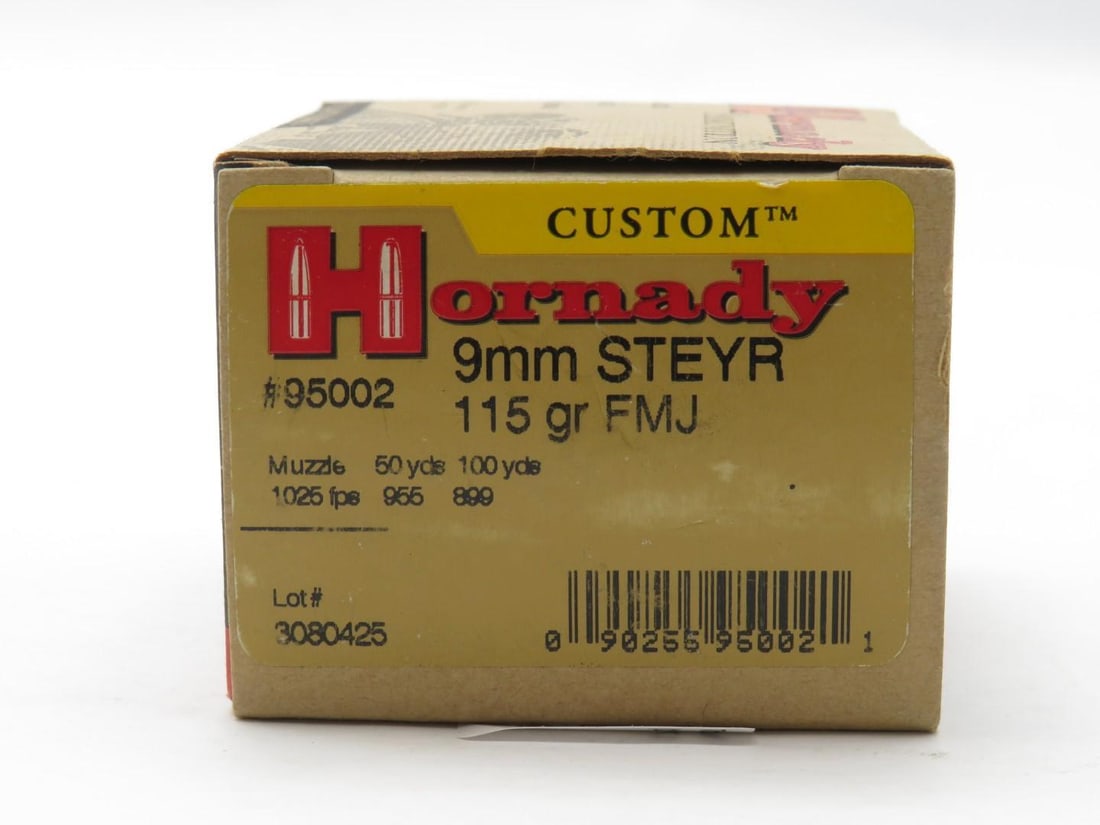 CUSTOM™
Hornady
9mm STEYR
#95002
115 gr FMJ
Muzzle 50 yds 100 yds
1025 fps 955 899
Lot#
3080425
0 90255 95002 1
Hornady